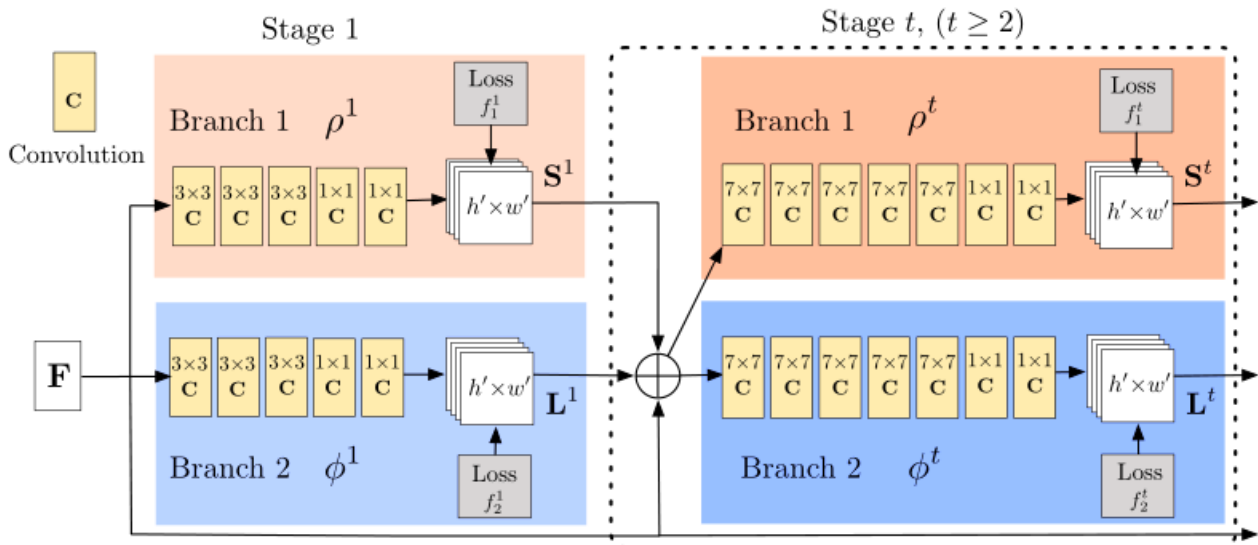 Stage 1
Stage t, (t ≥ 2)
C
Convolution
Branch 1 ρ¹
Loss
f₁¹
3×3 3×3 3×3 1×1 1×1
C C C C C
h′×w′
S¹
Branch 1 ρᵗ
Loss
f₁ᵗ
7×7 7×7 7×7 7×7 7×7 1×1 1×1
C C C C C C C
h′×w′
Sᵗ
F
3×3 3×3 3×3 1×1 1×1
C C C C C
h′×w′
L¹
Branch 2 ϕ¹
Loss
f₂¹
7×7 7×7 7×7 7×7 7×7 1×1 1×1
C C C C C C C
h′×w′
Lᵗ
Branch 2 ϕᵗ
Loss
f₂ᵗ